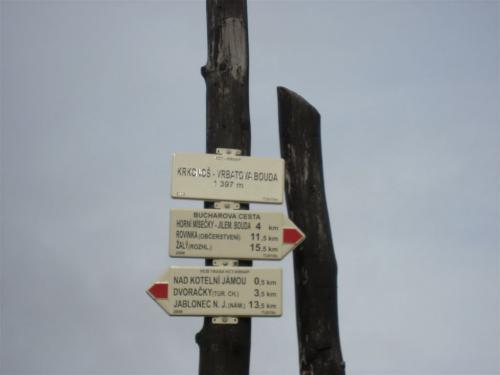 KČT - KRNAP
KRKONOŠ - VRBATOVA BOUDA
1 397 m
BUCHAROVA CESTA
HORNÍ MÍSEČKY - JILEM. BOUDA 4 km
ROVINKA (OBČERSTVENÍ) 11,5 km
ŽALÝ (ROZHL.) 15,5 km
NAD KOTELNÍ JÁMOU 0,5 km
DVORAČKY (TUR. CH.) 3,5 km
JABLONEC N. J. (NÁM.) 13,5 km